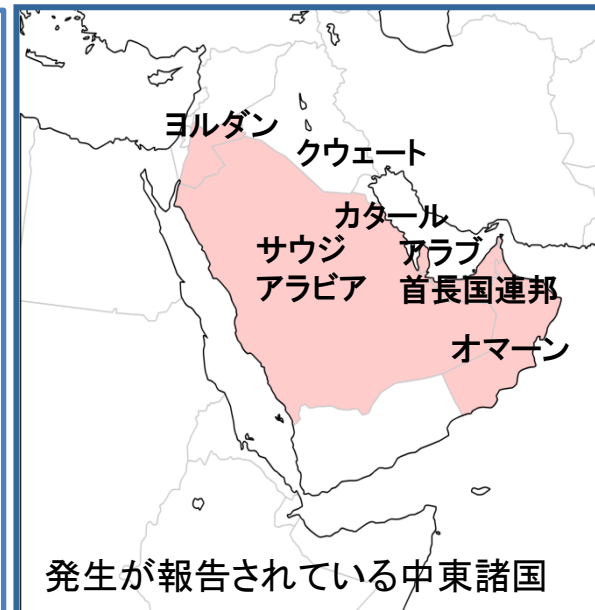 ヨルダン
クウェート
カタール
サウジ
アラビア
アラブ
首長国連邦
オマーン
発生が報告されている中東諸国